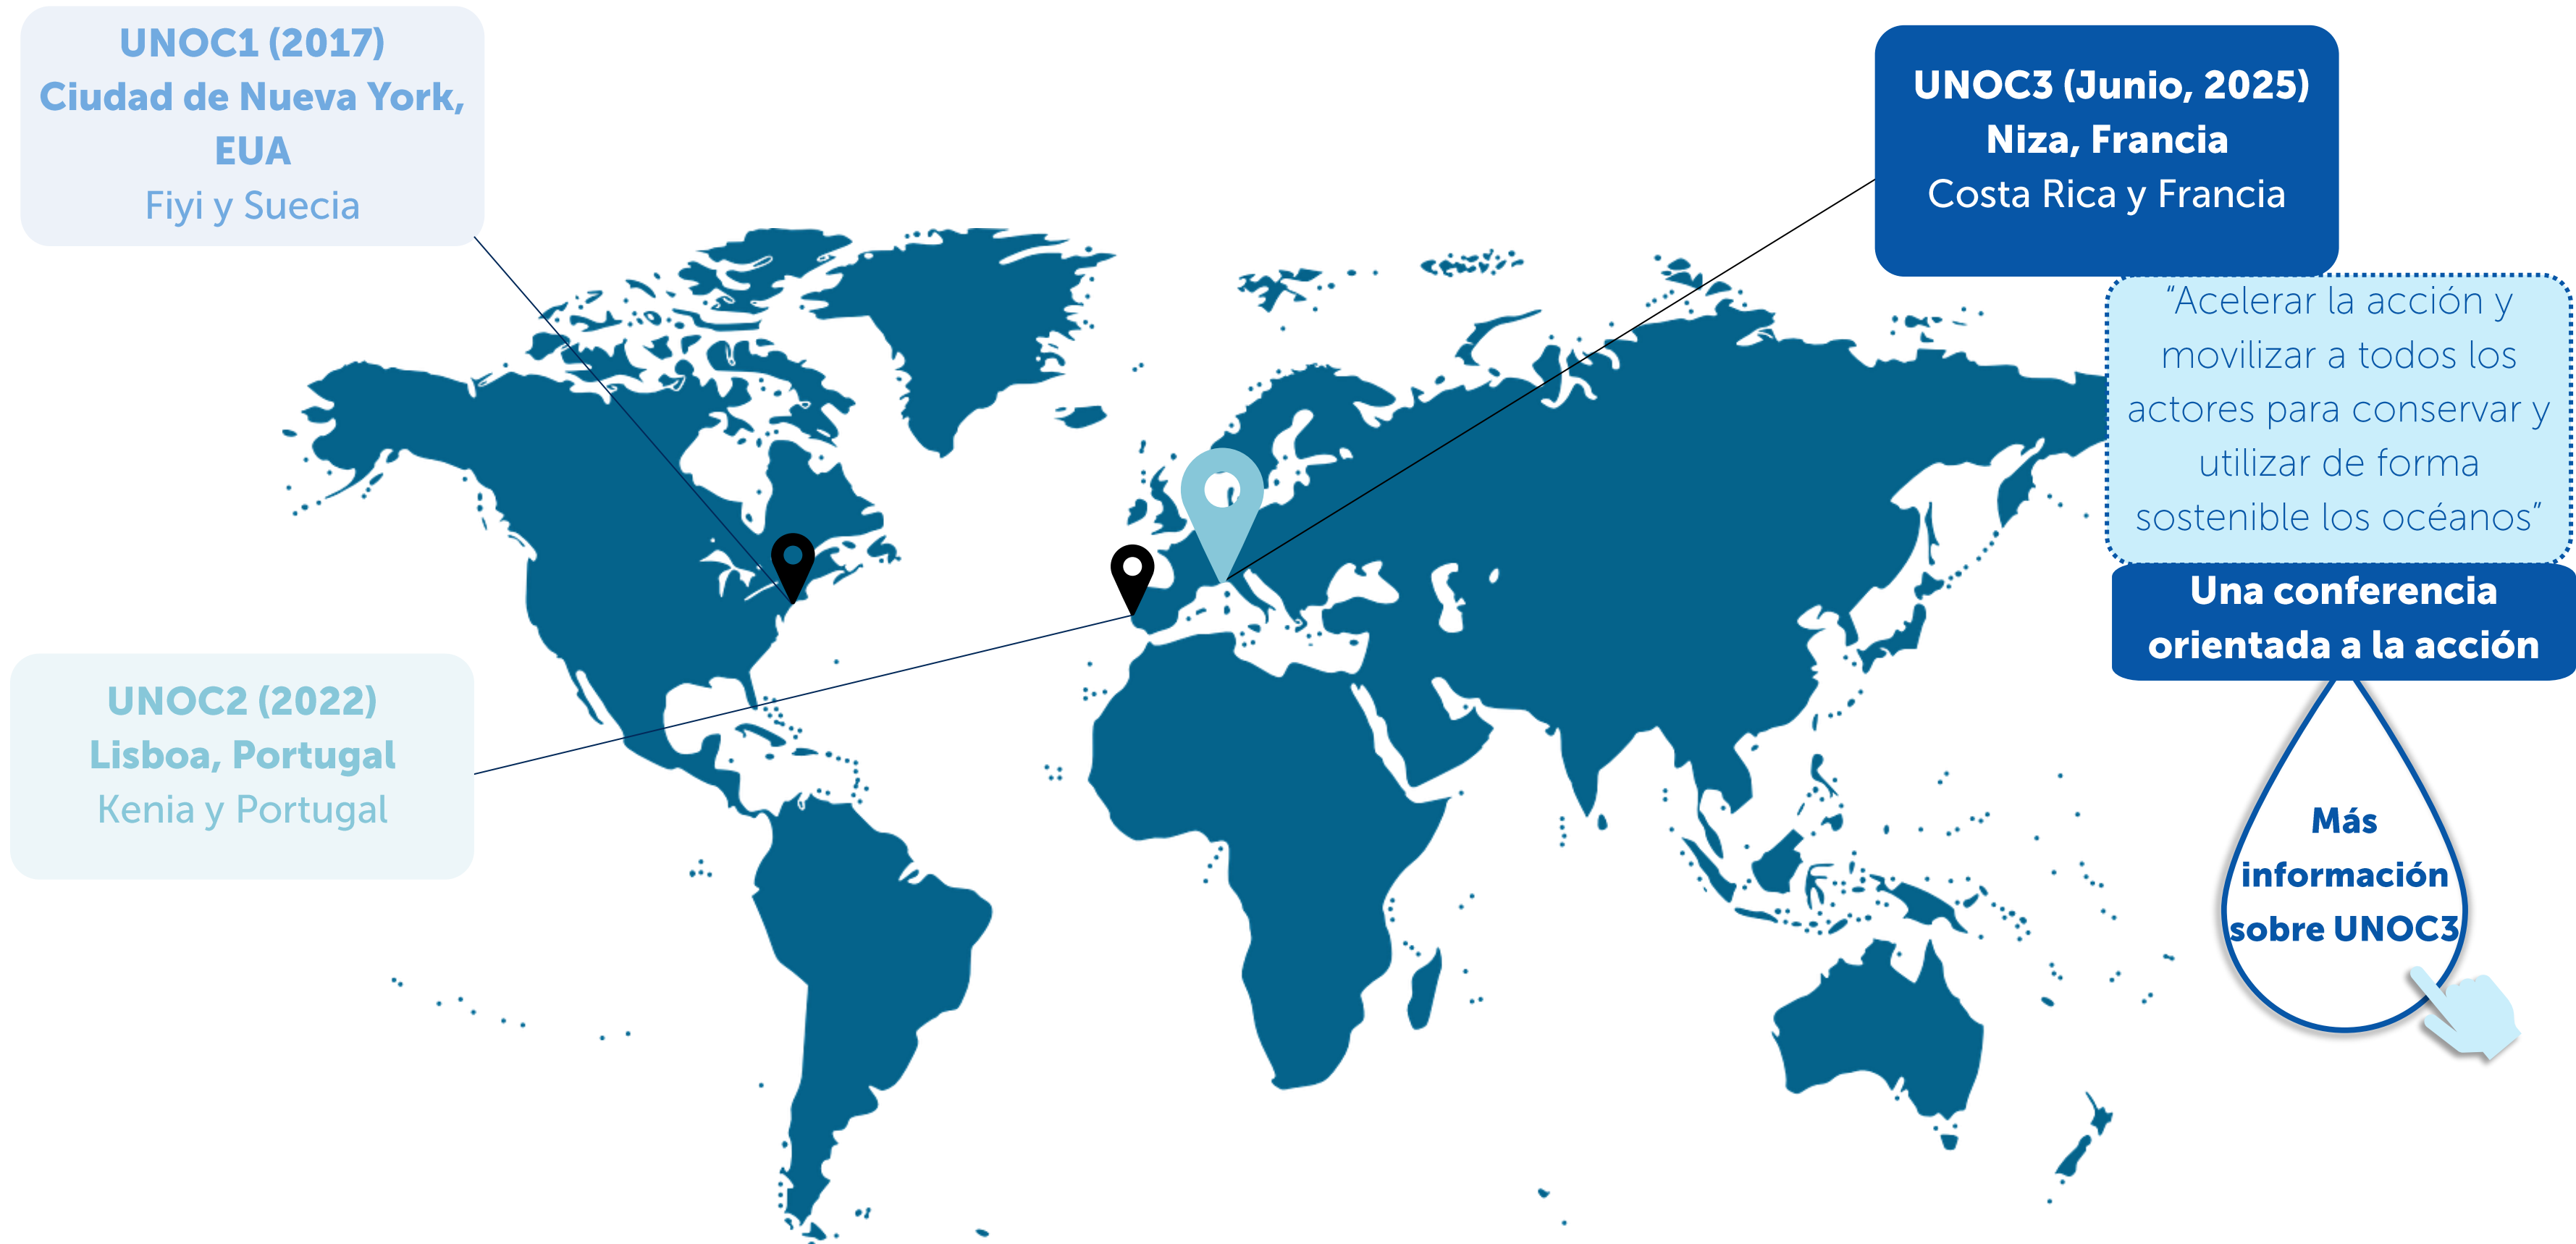 UNOC1 (2017)
Ciudad de Nueva York,
EUA
Fiyi y Suecia
UNOC2 (2022)
Lisboa, Portugal
Kenia y Portugal
UNOC3 (Junio, 2025)
Niza, Francia
Costa Rica y Francia
“Acelerar la acción y
movilizar a todos los
actores para conservar y
utilizar de forma
sostenible los océanos”
Una conferencia
orientada a la acción
Más
información
sobre UNOC3